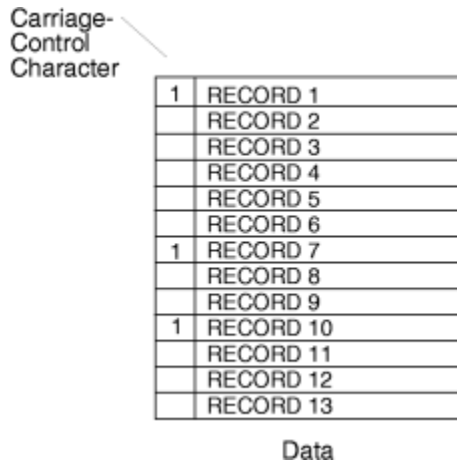 Carriage-
Control
Character
1 RECORD 1
RECORD 2
RECORD 3
RECORD 4
RECORD 5
RECORD 6
1 RECORD 7
RECORD 8
RECORD 9
1 RECORD 10
RECORD 11
RECORD 12
RECORD 13
Data